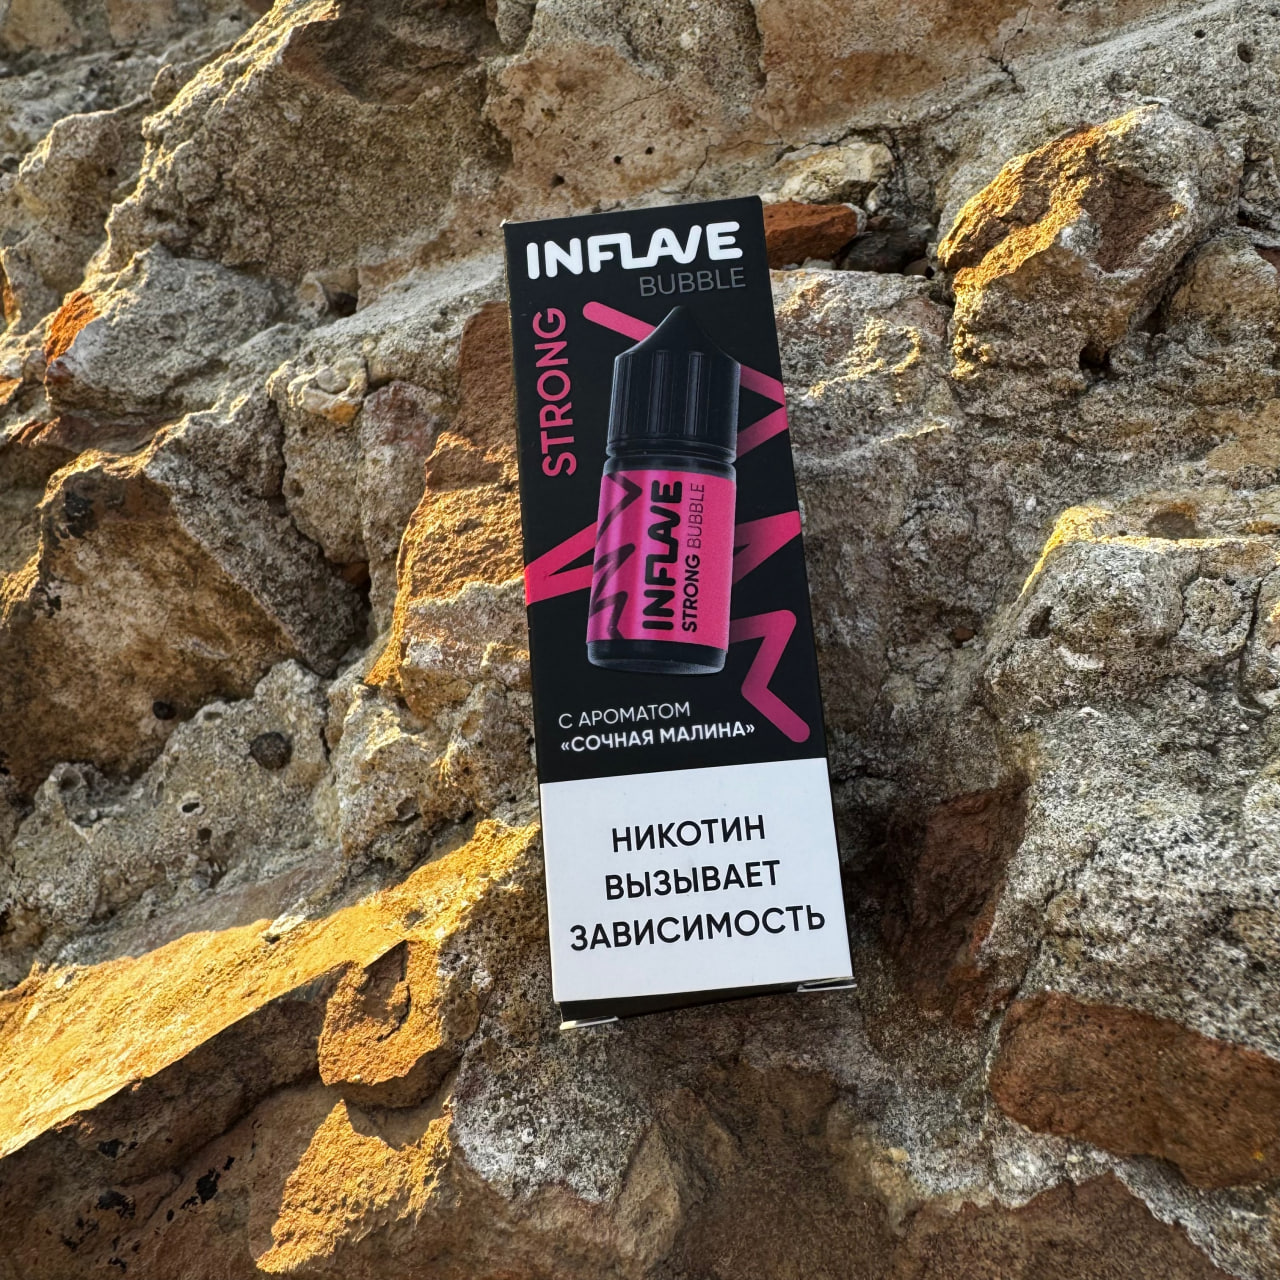 INFLAVE
BUBBLE
STRONG
INFLAVE
STRONG BUBBLE
С АРОМАТОМ
«СОЧНАЯ МАЛИНА»
НИКОТИН
ВЫЗЫВАЕТ
ЗАВИСИМОСТЬ